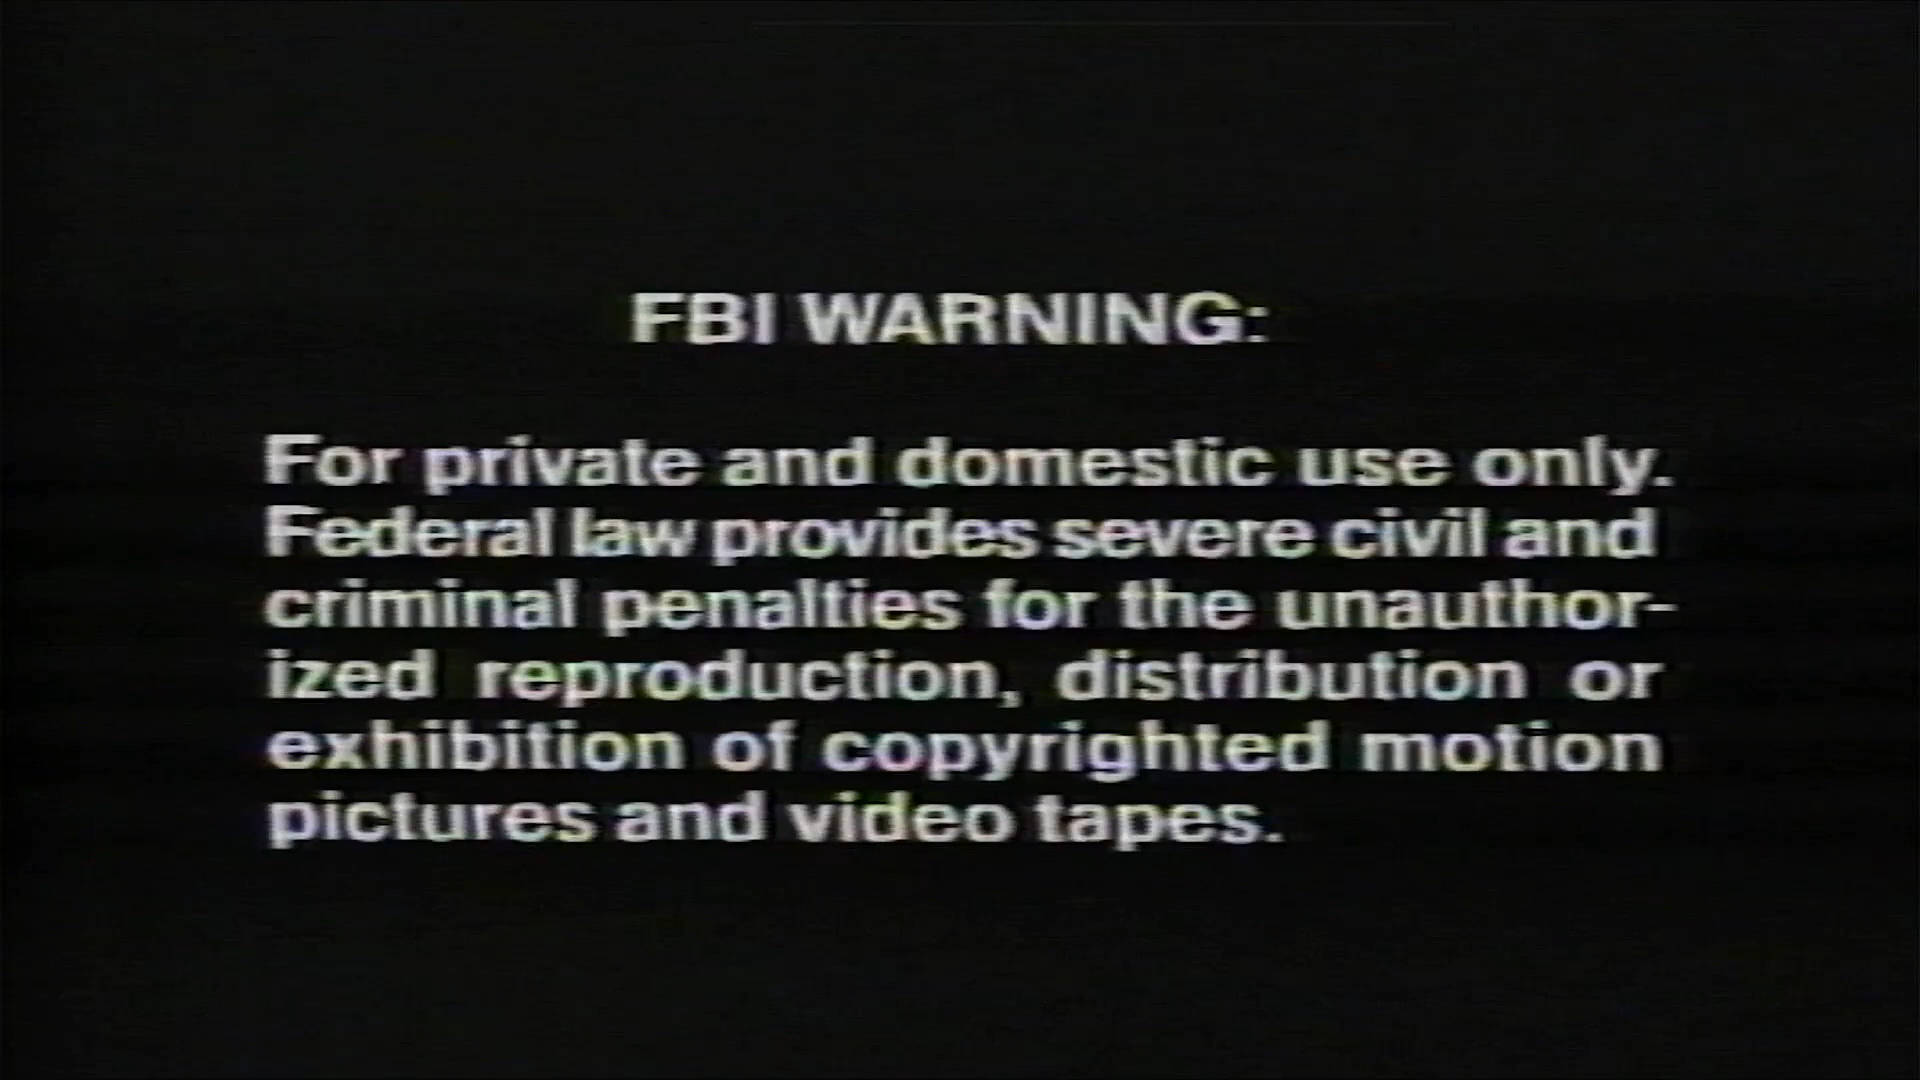 FBI WARNING:
For private and domestic use only.
Federal law provides severe civil and
criminal penalties for the unauthor-
ized reproduction, distribution or
exhibition of copyrighted motion
pictures and video tapes.